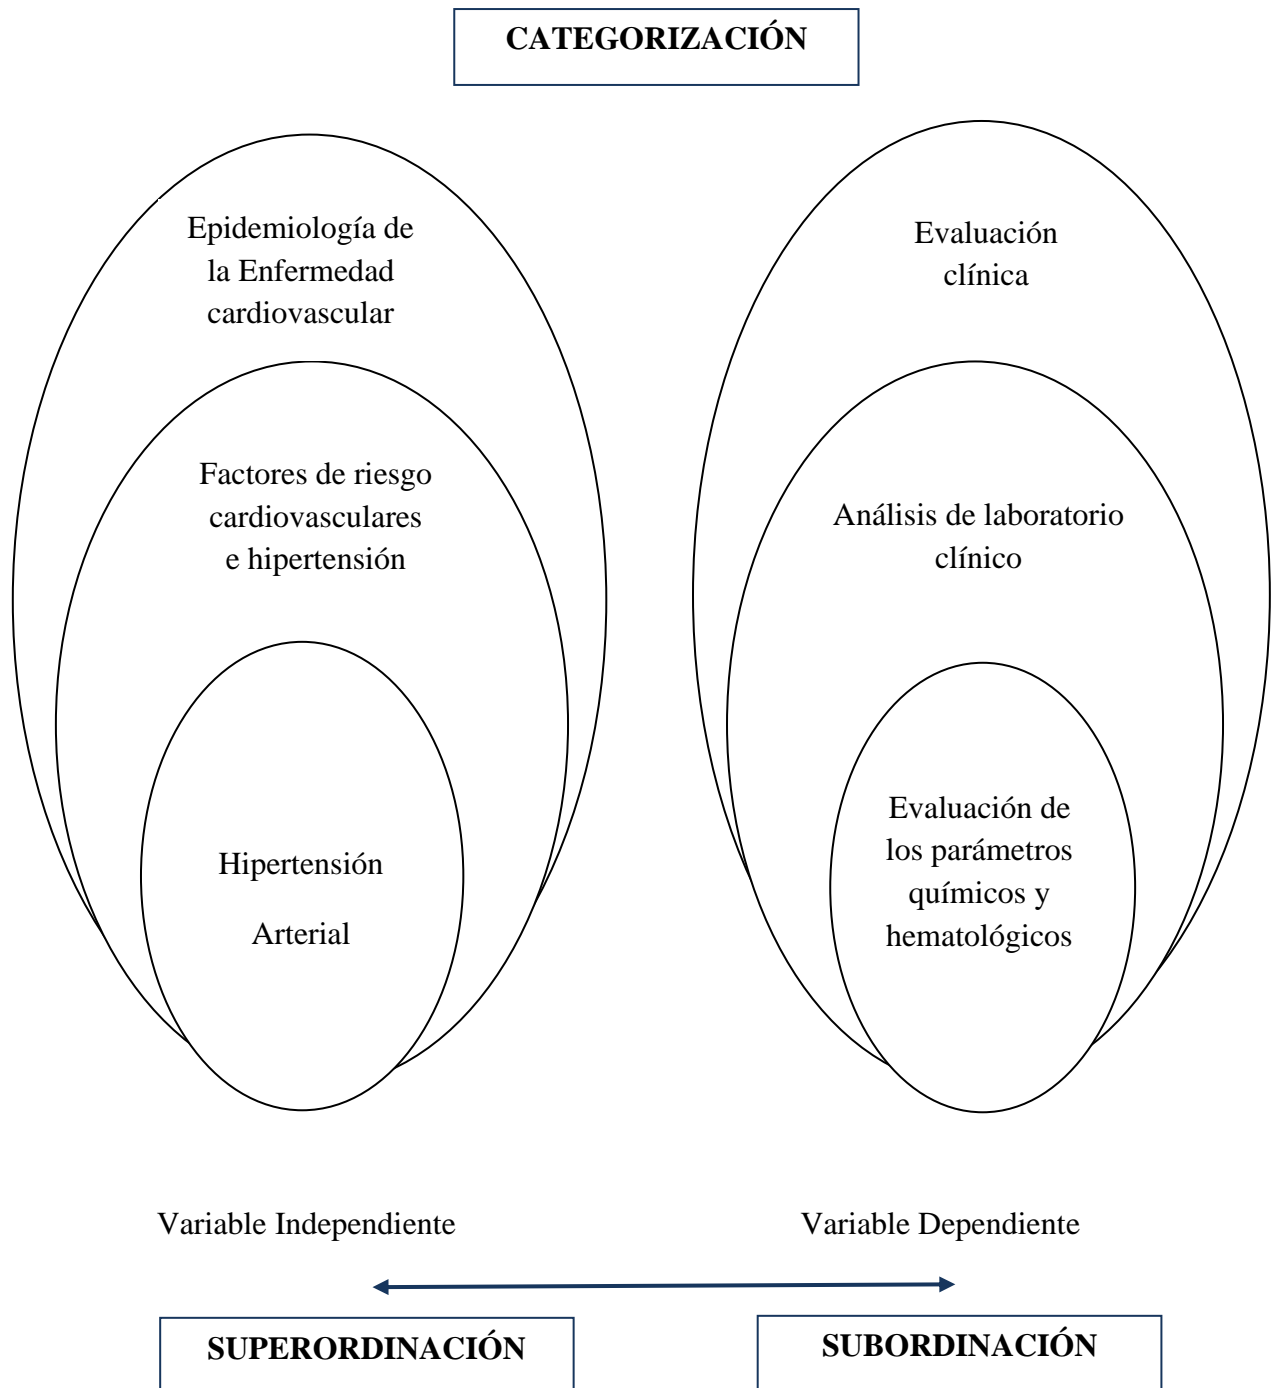 CATEGORIZACIÓN
Epidemiología de
la Enfermedad
cardiovascular
Factores de riesgo
cardiovasculares
e hipertensión
Hipertensión
Arterial
Evaluación
clínica
Análisis de laboratorio
clínico
Evaluación de
los parámetros
químicos y
hematológicos
Variable Independiente
Variable Dependiente
SUPERORDINACIÓN
SUBORDINACIÓN